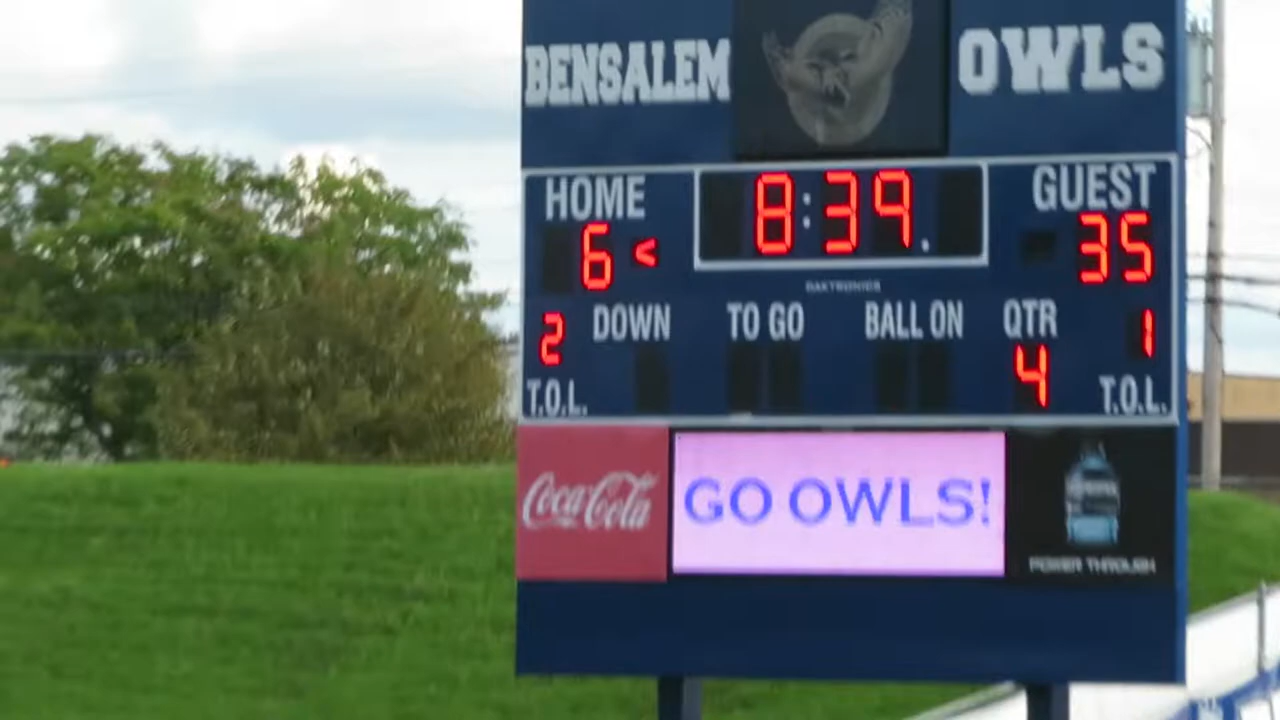 BENSALEM OWLS
HOME 8:39 GUEST
6 < 35
DAKTRONICS
2 DOWN TO GO BALL ON QTR 1
T.O.L. 4 T.O.L.
Coca-Cola GO OWLS!
POWER THROUGH